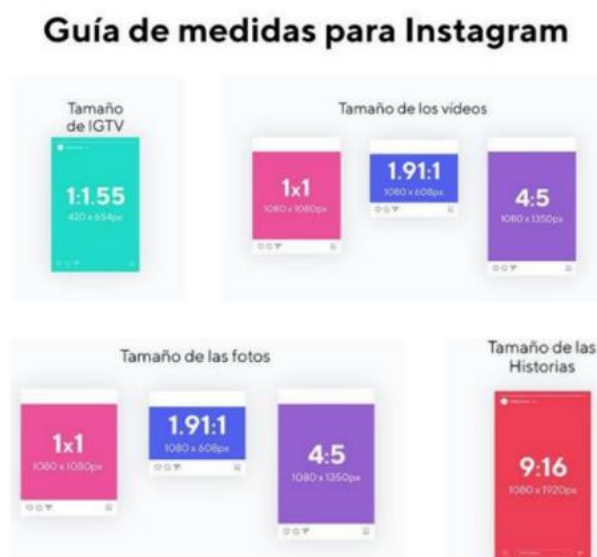 Guía de medidas para Instagram
Tamaño
de IGTV
1:1.55
420 x 654px
Tamaño de los vídeos
1x1
1080 x 1080px
1.91:1
1080 x 608px
4:5
1080 x 1350px
Tamaño de las fotos
1x1
1080 x 1080px
1.91:1
1080 x 608px
4:5
1080 x 1350px
Tamaño de las
Historias
9:16
1080 x 1920px